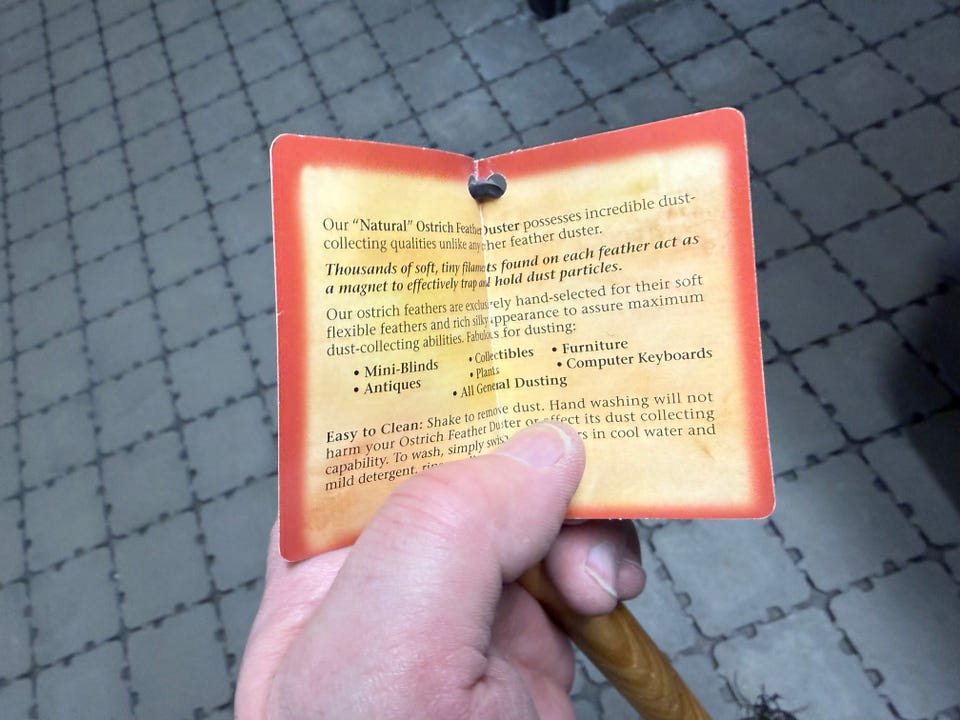 Our “Natural” Ostrich Feather Duster possesses incredible dust-
collecting qualities unlike any other feather duster.
Thousands of soft, tiny filaments found on each feather act as
a magnet to effectively trap and hold dust particles.
Our ostrich feathers are exclusively hand-selected for their soft
flexible feathers and rich silky appearance to assure maximum
dust-collecting abilities. Fabulous for dusting:
• Mini-Blinds • Collectibles • Furniture
• Antiques • Plants • Computer Keyboards
• All General Dusting
Easy to Clean: Shake to remove dust. Hand washing will not
harm your Ostrich Feather Duster or effect its dust collecting
capability. To wash, simply in cool water and
mild detergent,